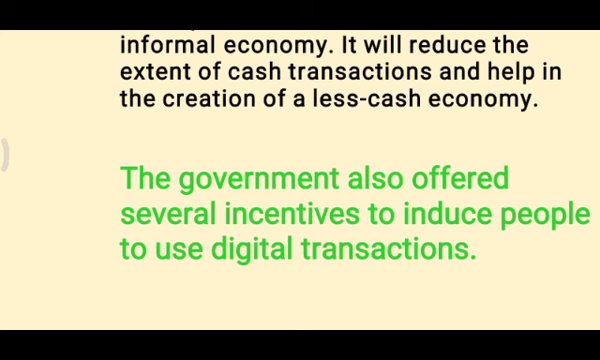 informal economy. It will reduce the
extent of cash transactions and help in
the creation of a less-cash economy.
The government also offered
several incentives to induce people
to use digital transactions.